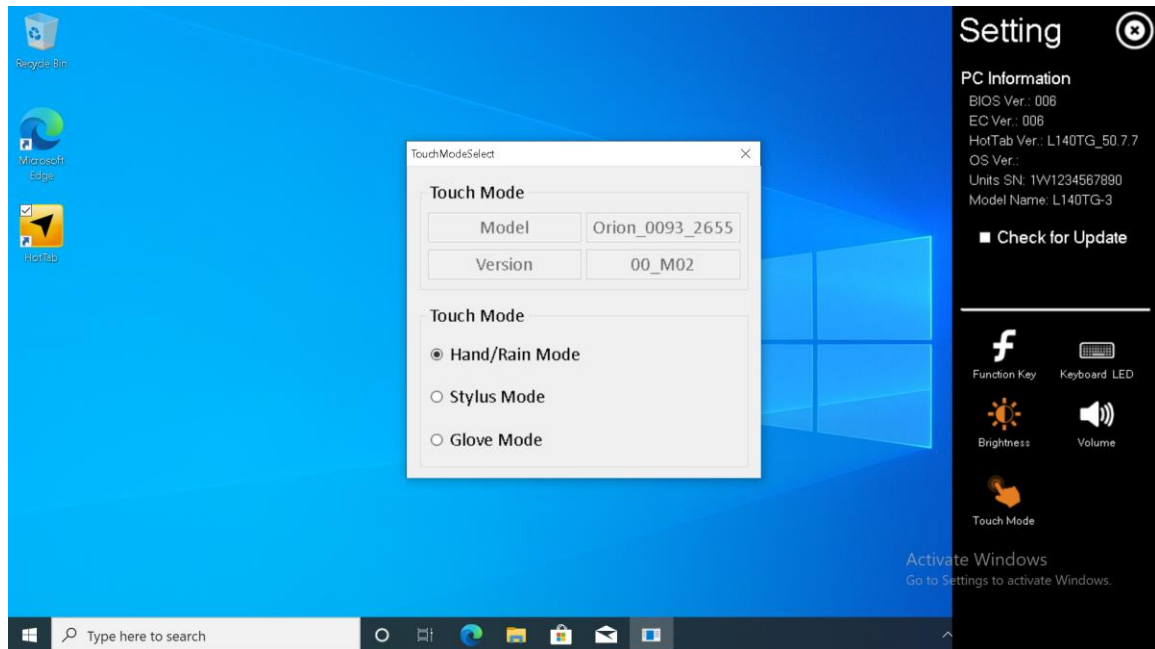 Recycle Bin
Microsoft
Edge
HotTab
TouchModeSelect
Touch Mode
Model Orion_0093_2655
Version 00_M02
Touch Mode
Hand/Rain Mode
Stylus Mode
Glove Mode
Setting
PC Information
BIOS Ver.: 006
EC Ver.: 006
HotTab Ver.: L140TG_50.7.7
OS Ver.:
Units SN: 1W1234567890
Model Name: L140TG-3
Check for Update
Function Key Keyboard LED
Brightness Volume
Touch Mode
Activate Windows
Go to Settings to activate Windows.
Type here to search